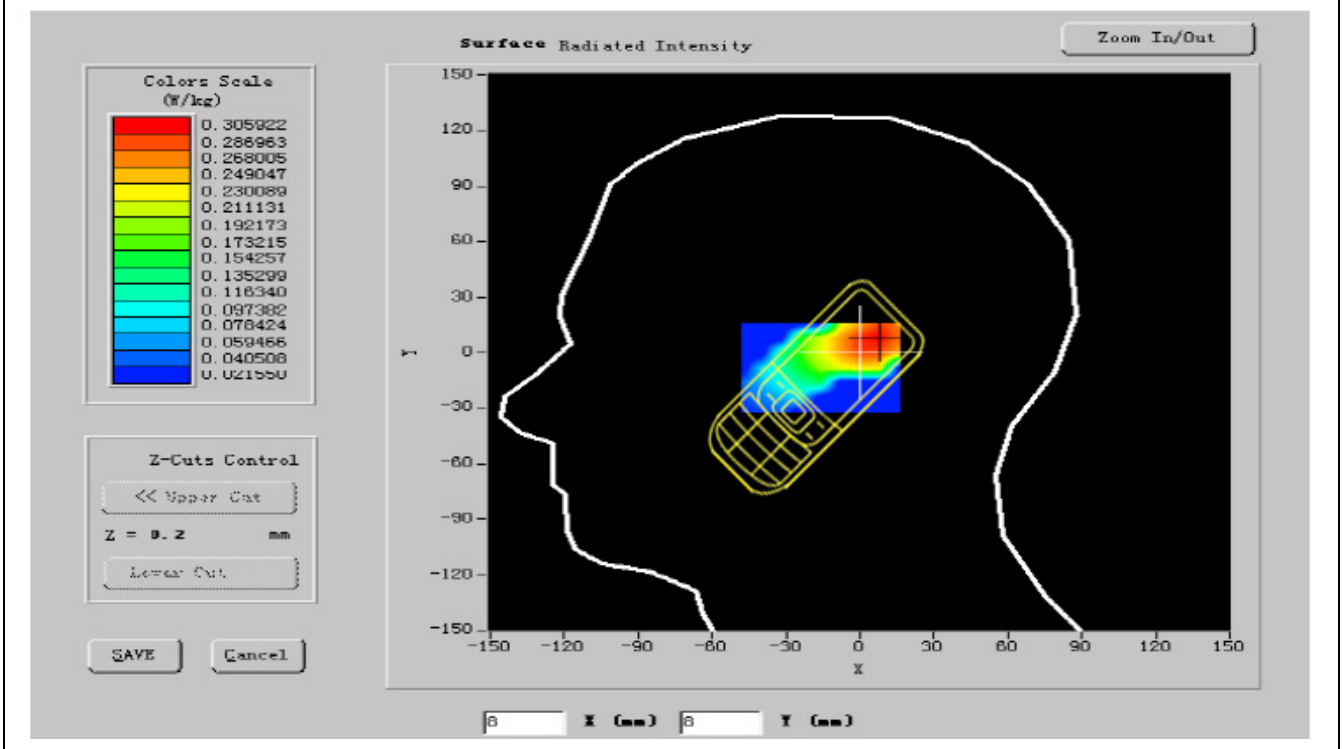 Surface Radiated Intensity
Zoom In/Out
Colors Scale
(W/kg)
0.305922
0.286963
0.268005
0.249047
0.230089
0.211131
0.192173
0.173215
0.154257
0.135299
0.116340
0.097382
0.078424
0.059466
0.040508
0.021550
Z-Cuts Control
<< Upper Cut
Z = 0.2 mm
Lower Cut
SAVE
Cancel
150
120
90
60
30
0
-30
-60
-90
-120
-150
Y
-150 -120 -90 -60 -30 0 30 60 90 120 150
X
8 X (mm) 8 Y (mm)